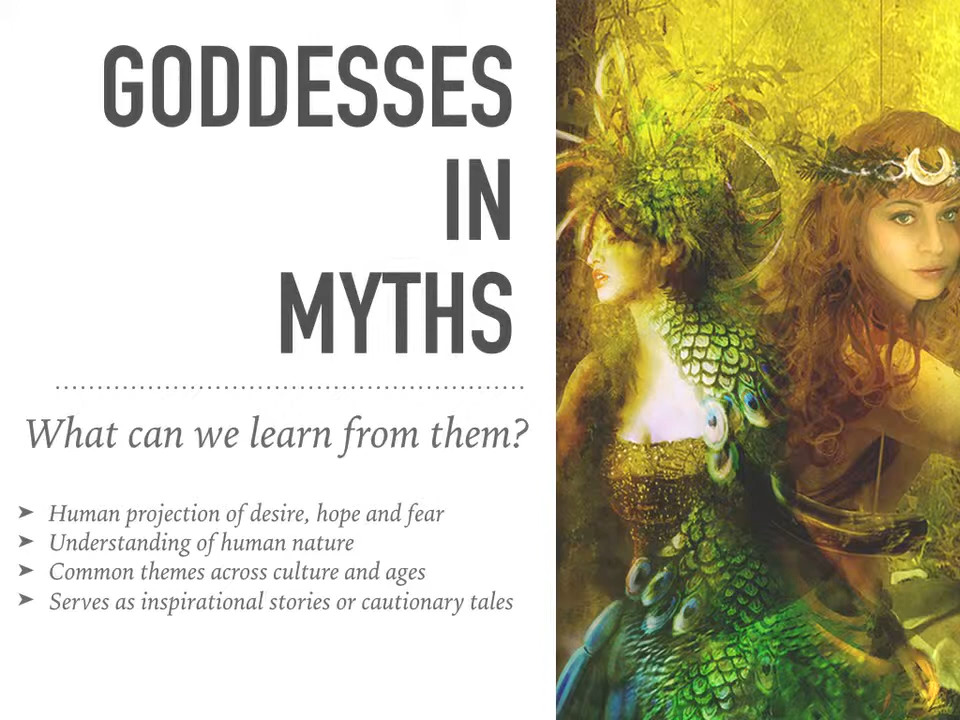 GODDESSES
IN
MYTHS
What can we learn from them?
➤ Human projection of desire, hope and fear
➤ Understanding of human nature
➤ Common themes across culture and ages
➤ Serves as inspirational stories or cautionary tales